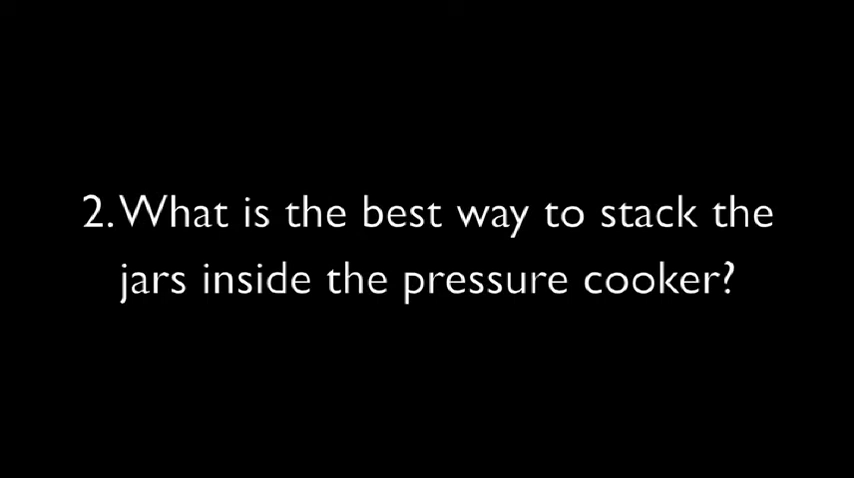 2. What is the best way to stack the
jars inside the pressure cooker?